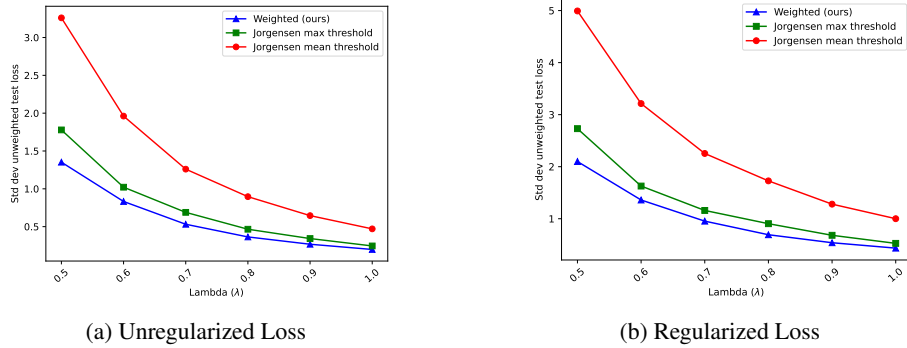 Weighted (ours)
Jorgensen max threshold
Jorgensen mean threshold
Std dev unweighted test loss
3.0
2.5
2.0
1.5
1.0
0.5
0.5 0.6 0.7 0.8 0.9 1.0
Lambda (λ)
(a) Unregularized Loss
Weighted (ours)
Jorgensen max threshold
Jorgensen mean threshold
Std dev unweighted test loss
5
4
3
2
1
0.5 0.6 0.7 0.8 0.9 1.0
Lambda (λ)
(b) Regularized Loss